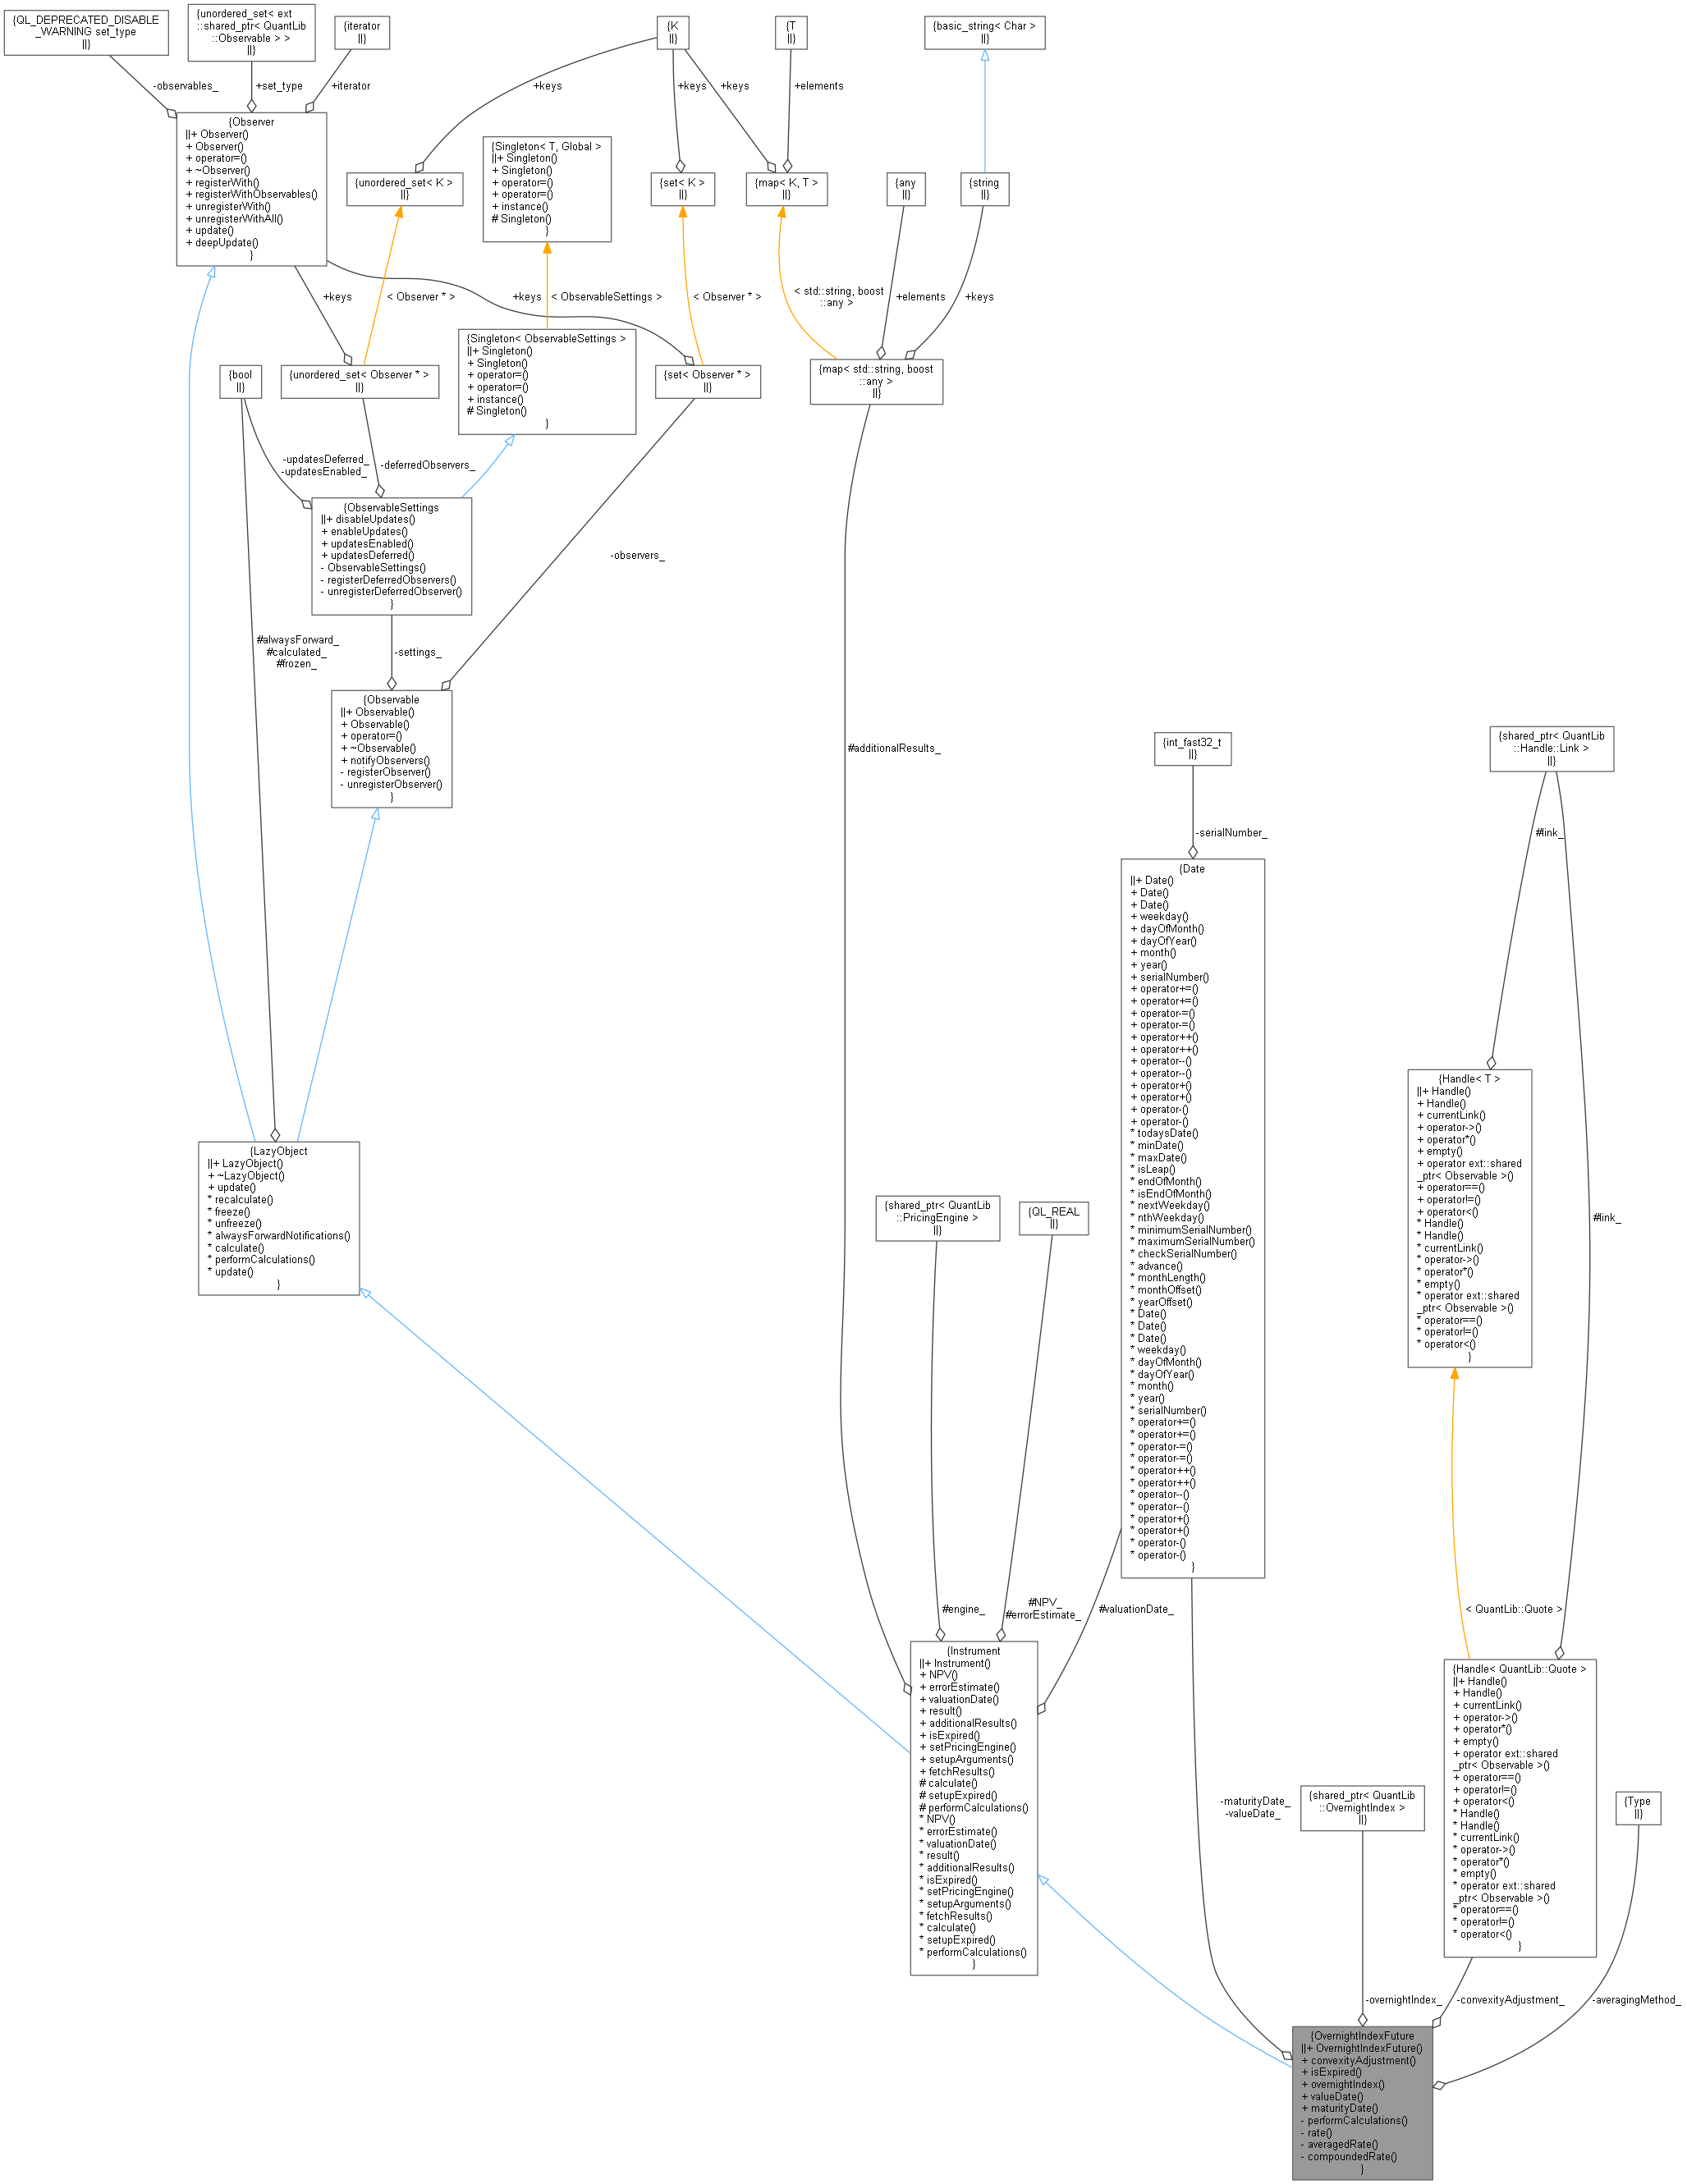 {QL_DEPRECATED_DISABLE
_WARNING set_type
||}
{unordered_set< ext
::shared_ptr< QuantLib
::Observable > >
||}
{iterator
||}
{K
||}
{T
||}
{basic_string< Char >
||}
-observables_
+set_type
+iterator
+keys
+keys
+keys
+elements
{Observer
||+ Observer()
+ Observer()
+ operator=()
+ ~Observer()
+ registerWith()
+ registerWithObservables()
+ unregisterWith()
+ unregisterWithAll()
+ update()
+ deepUpdate()
}
{unordered_set< K >
||}
{Singleton< T, Global >
||+ Singleton()
+ Singleton()
+ operator=()
+ operator=()
+ instance()
# Singleton()
}
{set< K >
||}
{map< K, T >
||}
{any
||}
{string
||}
+keys
< Observer * >
+keys
< ObservableSettings >
< Observer * >
< std::string, boost
::any >
+elements
+keys
{bool
||}
{unordered_set< Observer * >
||}
{Singleton< ObservableSettings >
||+ Singleton()
+ Singleton()
+ operator=()
+ operator=()
+ instance()
# Singleton()
}
{set< Observer * >
||}
{map< std::string, boost
::any >
||}
-updatesDeferred_
-updatesEnabled_
-deferredObservers_
{ObservableSettings
||+ disableUpdates()
+ enableUpdates()
+ updatesEnabled()
+ updatesDeferred()
- ObservableSettings()
- registerDeferredObservers()
- unregisterDeferredObserver()
}
-observers_
#alwaysForward_
#calculated_
#frozen_
-settings_
{Observable
||+ Observable()
+ Observable()
+ operator=()
+ ~Observable()
+ notifyObservers()
- registerObserver()
- unregisterObserver()
}
#additionalResults_
{int_fast32_t
||}
{shared_ptr< QuantLib
::Handle::Link >
||}
-serialNumber_
#link_
{Date
||+ Date()
+ Date()
+ Date()
+ weekday()
+ dayOfMonth()
+ dayOfYear()
+ month()
+ year()
+ serialNumber()
+ operator+=()
+ operator+=()
+ operator-=()
+ operator-=()
+ operator++()
+ operator++()
+ operator--()
+ operator--()
+ operator+()
+ operator+()
+ operator-()
+ operator-()
* todaysDate()
* minDate()
* maxDate()
* isLeap()
* endOfMonth()
* isEndOfMonth()
* nextWeekday()
* nthWeekday()
* minimumSerialNumber()
* maximumSerialNumber()
* checkSerialNumber()
* advance()
* monthLength()
* monthOffset()
* yearOffset()
* Date()
* Date()
* Date()
* weekday()
* dayOfMonth()
* dayOfYear()
* month()
* year()
* serialNumber()
* operator+=()
* operator+=()
* operator-=()
* operator-=()
* operator++()
* operator++()
* operator--()
* operator--()
* operator+()
* operator+()
* operator-()
* operator-()
}
{Handle< T >
||+ Handle()
+ Handle()
+ currentLink()
+ operator->()
+ operator*()
+ empty()
+ operator ext::shared
_ptr< Observable >()
+ operator==()
+ operator!=()
+ operator<()
* Handle()
* Handle()
* currentLink()
* operator->()
* operator*()
* empty()
* operator ext::shared
_ptr< Observable >()
* operator==()
* operator!=()
* operator<()
}
#link_
{LazyObject
||+ LazyObject()
+ ~LazyObject()
+ update()
* recalculate()
* freeze()
* unfreeze()
* alwaysForwardNotifications()
* calculate()
* performCalculations()
* update()
}
{shared_ptr< QuantLib
::PricingEngine >
||}
{QL_REAL
||}
#engine_
#NPV_
#errorEstimate_
#valuationDate_
< QuantLib::Quote >
{Instrument
||+ Instrument()
+ NPV()
+ errorEstimate()
+ valuationDate()
+ result()
+ additionalResults()
+ isExpired()
+ setPricingEngine()
+ setupArguments()
+ fetchResults()
# calculate()
# setupExpired()
# performCalculations()
* NPV()
* errorEstimate()
* valuationDate()
* result()
* additionalResults()
* isExpired()
* setPricingEngine()
* setupArguments()
* fetchResults()
* calculate()
* setupExpired()
* performCalculations()
}
{Handle< QuantLib::Quote >
||+ Handle()
+ Handle()
+ currentLink()
+ operator->()
+ operator*()
+ empty()
+ operator ext::shared
_ptr< Observable >()
+ operator==()
+ operator!=()
+ operator<()
* Handle()
* Handle()
* currentLink()
* operator->()
* operator*()
* empty()
* operator ext::shared
_ptr< Observable >()
* operator==()
* operator!=()
* operator<()
}
-maturityDate_
-valueDate_
{shared_ptr< QuantLib
::OvernightIndex >
||}
{Type
||}
-overnightIndex_
-convexityAdjustment_
-averagingMethod_
{OvernightIndexFuture
||+ OvernightIndexFuture()
+ convexityAdjustment()
+ isExpired()
+ overnightIndex()
+ valueDate()
+ maturityDate()
- performCalculations()
- rate()
- averagedRate()
- compoundedRate()
}